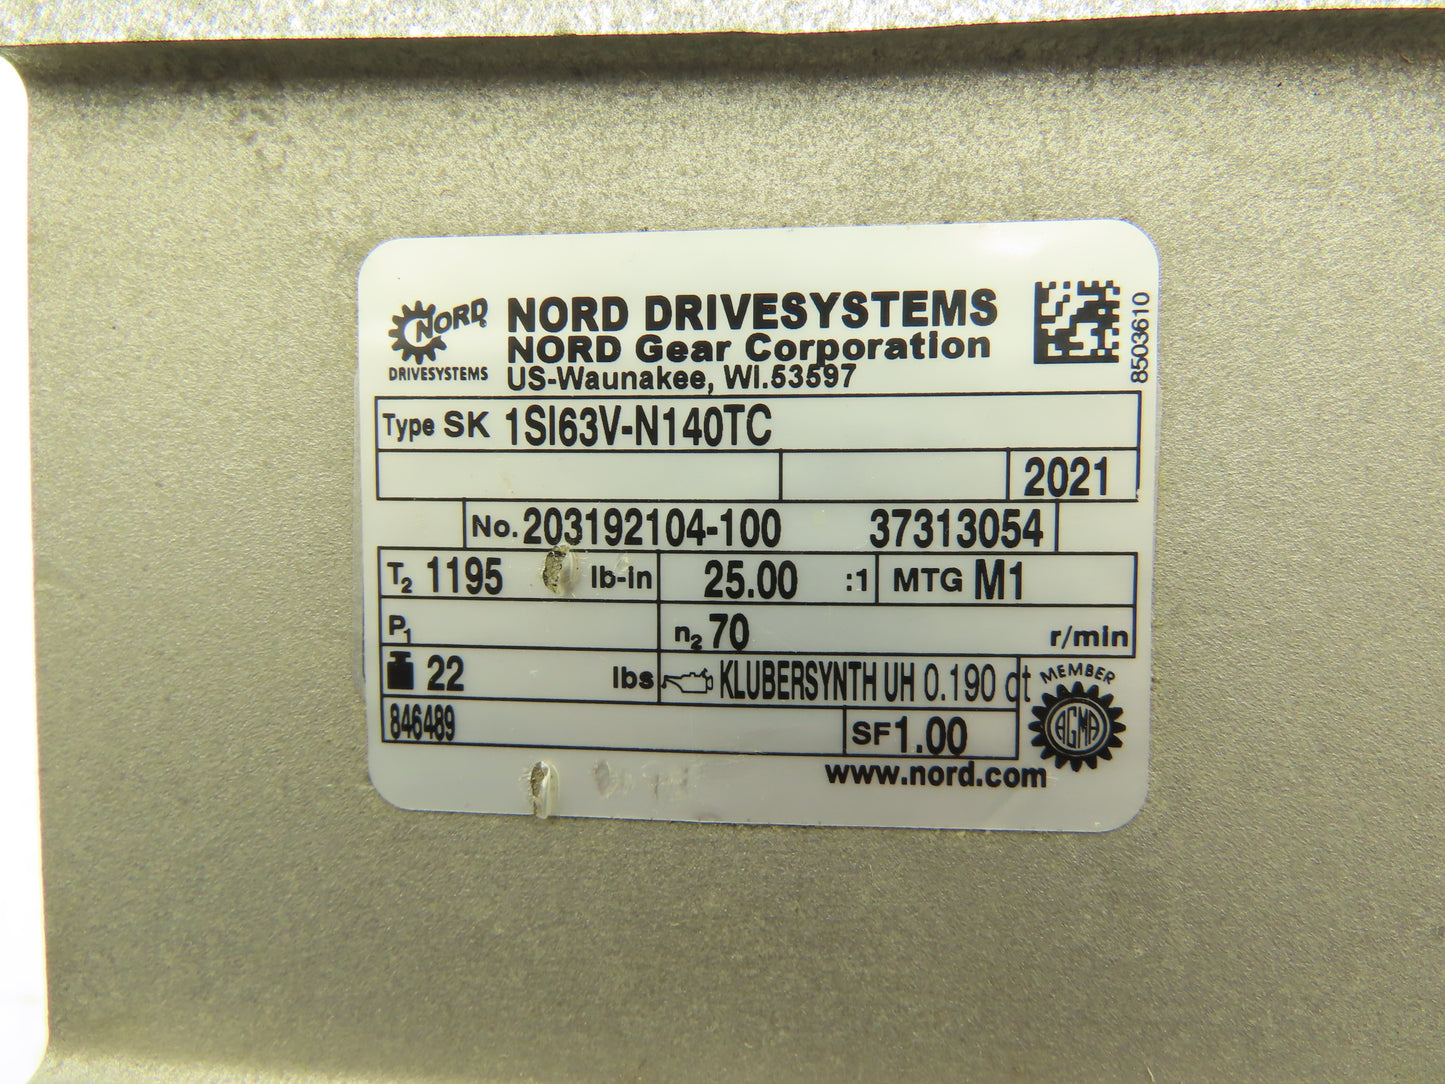 NORD®
DRIVESYSTEMS
NORD DRIVESYSTEMS
NORD Gear Corporation
US-Waunakee, WI.53597
8503610
Type SK 1SI63V-N140TC
2021
No. 203192104-100 37313054
T2 1195 lb-in 25.00 :1 MTG M1
P1 n2 70 r/min
22 lbs KLUBERSYNTH UH 0.190 qt
846489 SF 1.00
MEMBER
AGMA
www.nord.com